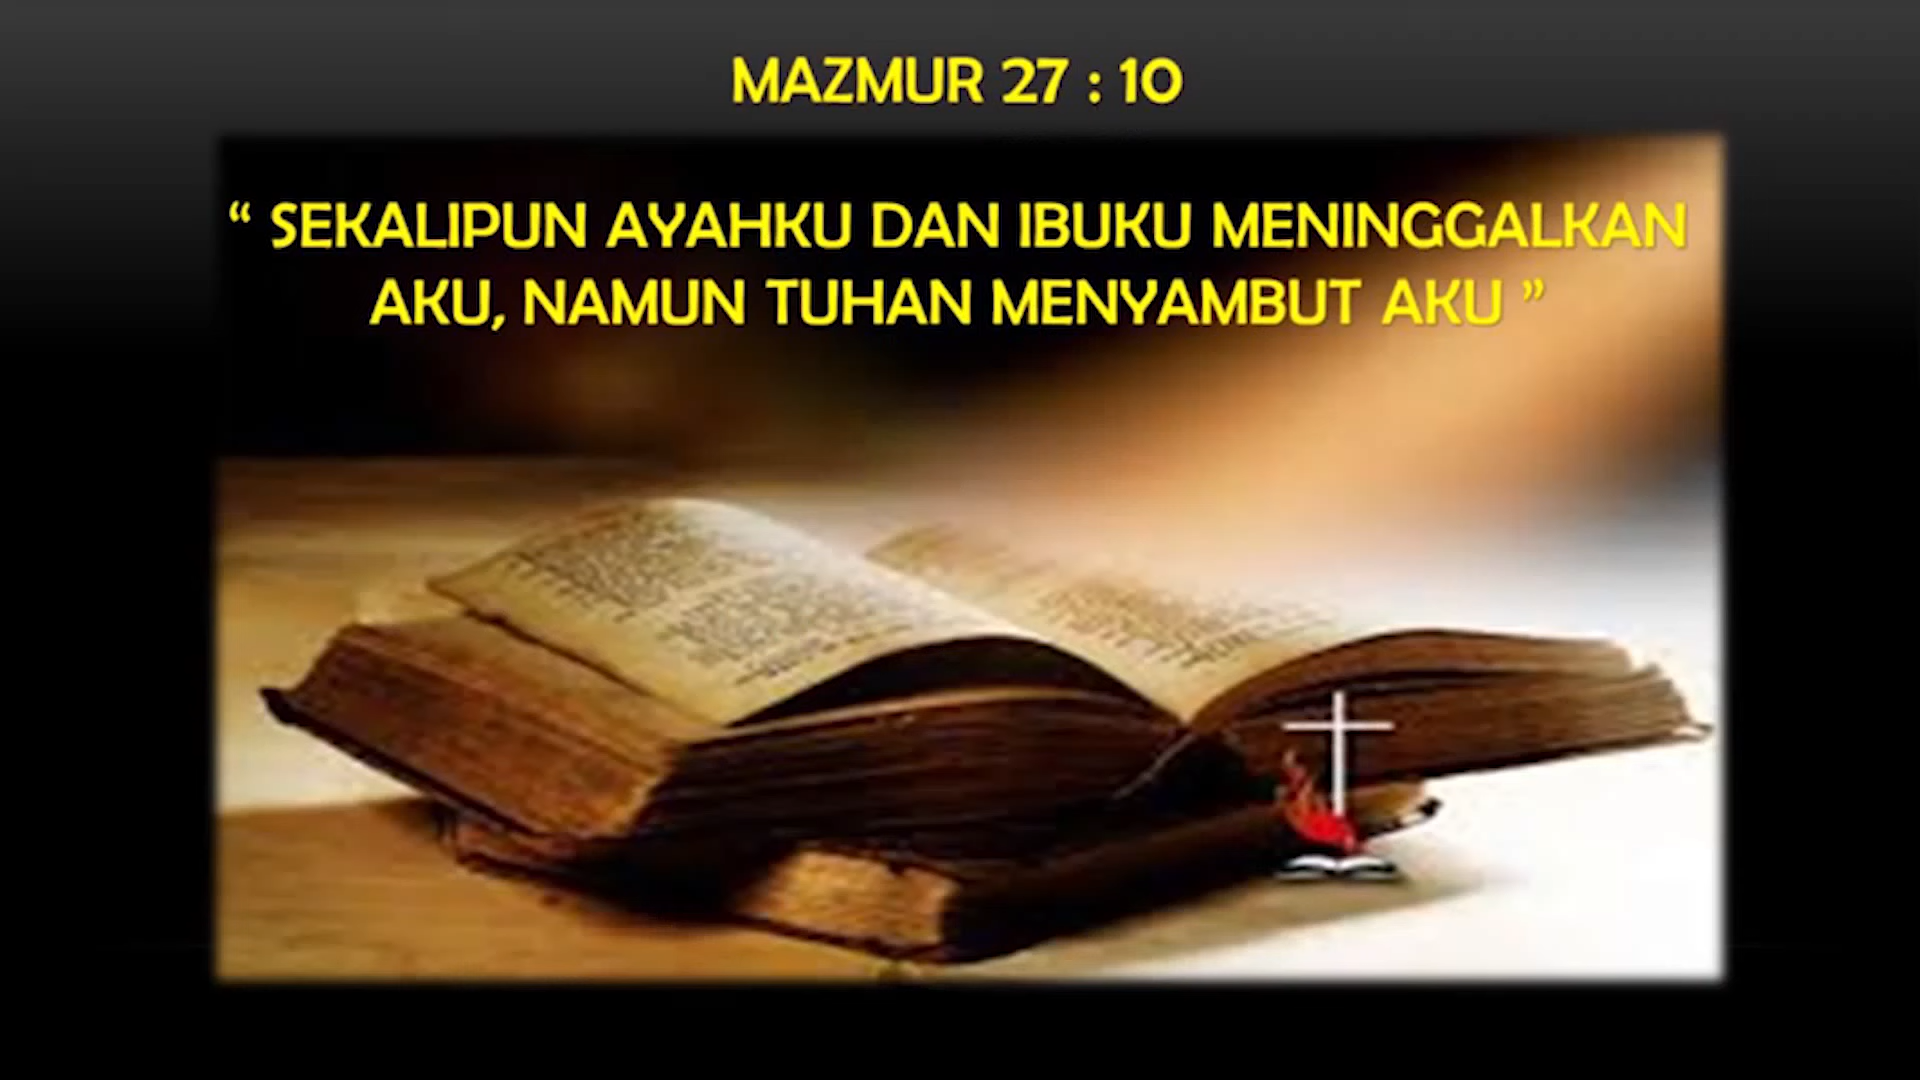 MAZMUR 27 : 10
“ SEKALIPUN AYAHKU DAN IBUKU MENINGGALKAN
AKU, NAMUN TUHAN MENYAMBUT AKU ”